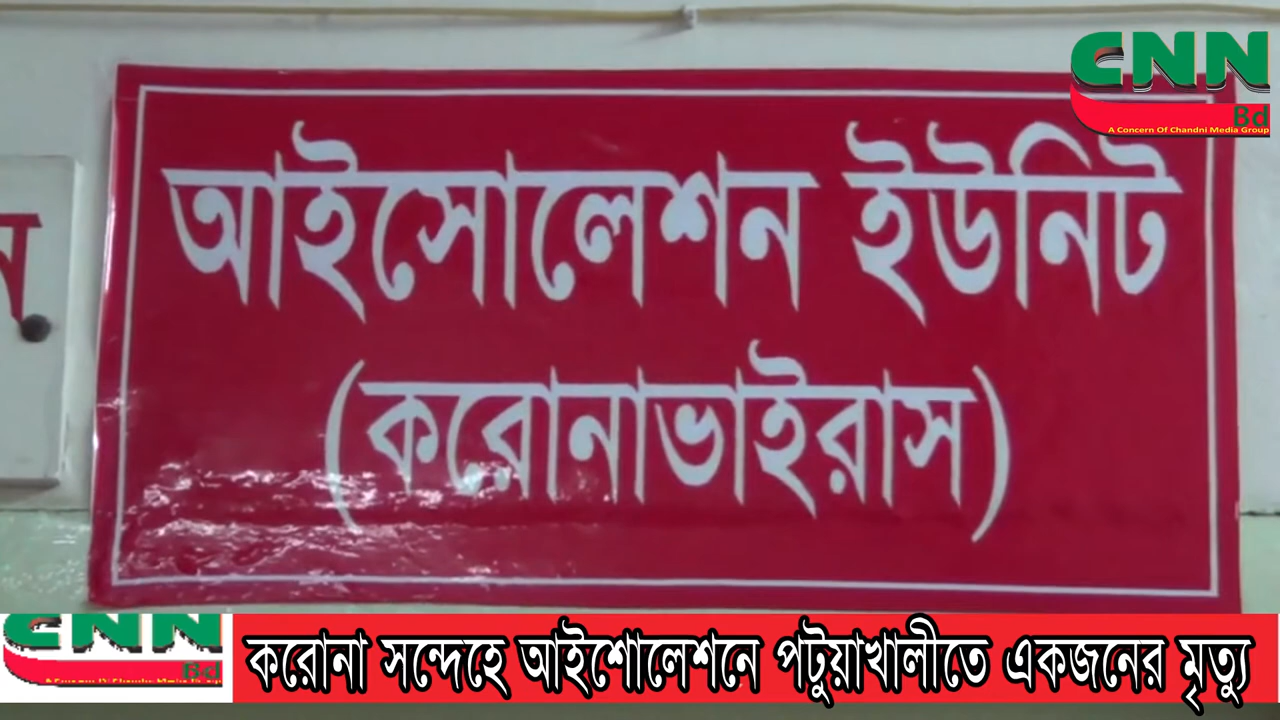 CNN
Bd
A Concern Of Chandni Media Group
আইসোলেশন ইউনিট
(করোনাভাইরাস)
ন
CNN
Bd
করোনা সন্দেহে আইশোলেশনে পটুয়াখালীতে একজনের মৃত্যু